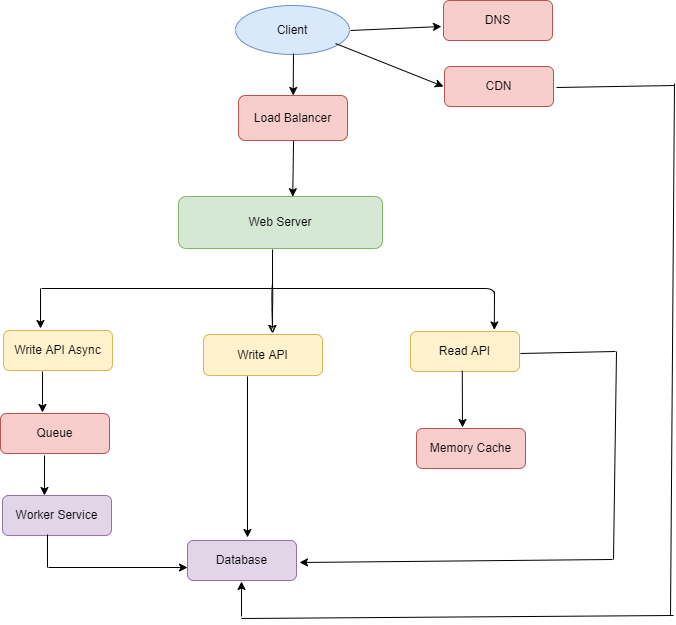 DNS
Client
CDN
Load Balancer
Web Server
Write API Async
Write API
Read API
Queue
Memory Cache
Worker Service
Database